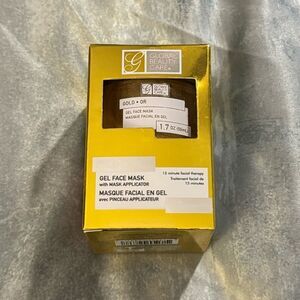 G
GLOBAL
BEAUTY
CARE
GOLD • OR
GEL FACE MASK
MASQUE FACIAL EN GEL
1.7 OZ (50mL)
GEL FACE MASK
with MASK APPLICATOR
MASQUE FACIAL EN GEL
avec PINCEAU APPLICATEUR
15 minute facial therapy
Traitement facial de
15 minutes